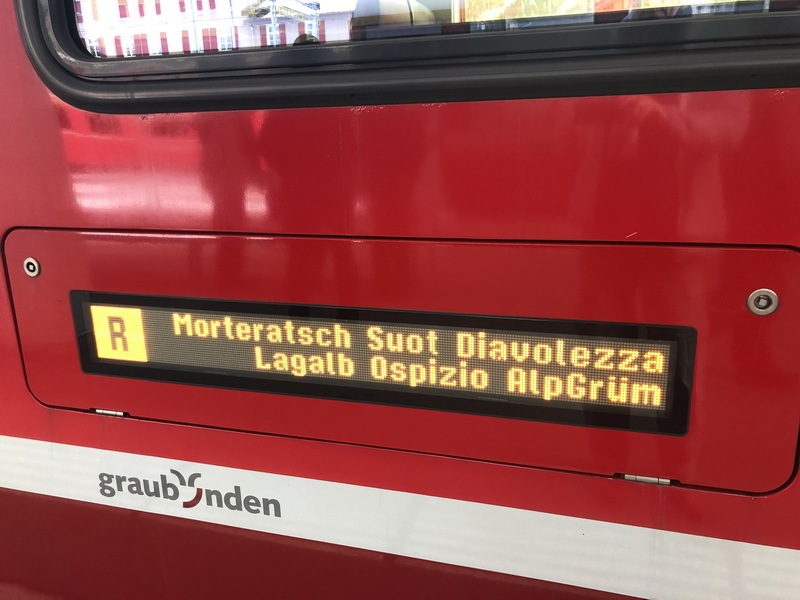 R Morteratsch Suot Diavolezza
Lagalb Ospizio AlpGrüm
graubünden